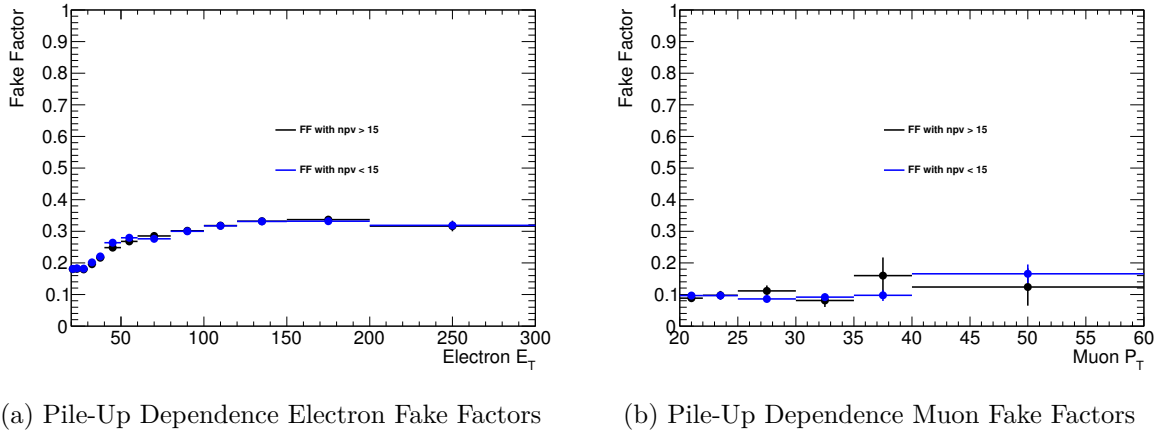 Fake Factor
1
0.9
0.8
0.7
0.6
0.5
0.4
0.3
0.2
0.1
0
FF with npv > 15
FF with npv < 15
50 100 150 200 250 300
Electron E_T
(a) Pile-Up Dependence Electron Fake Factors
Fake Factor
1
0.9
0.8
0.7
0.6
0.5
0.4
0.3
0.2
0.1
0
FF with npv > 15
FF with npv < 15
20 25 30 35 40 45 50 55 60
Muon P_T
(b) Pile-Up Dependence Muon Fake Factors